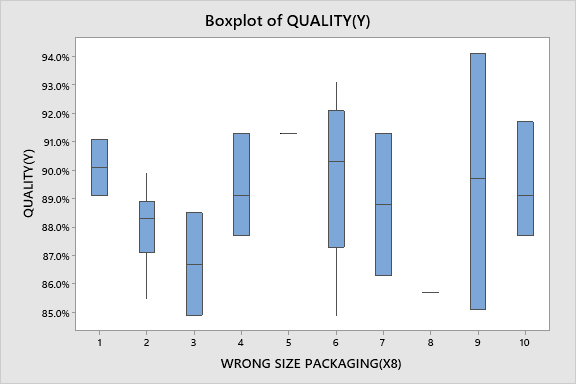 Boxplot of QUALITY(Y)
94.0%
93.0%
92.0%
91.0%
90.0%
89.0%
88.0%
87.0%
86.0%
85.0%
QUALITY(Y)
1 2 3 4 5 6 7 8 9 10
WRONG SIZE PACKAGING(X8)